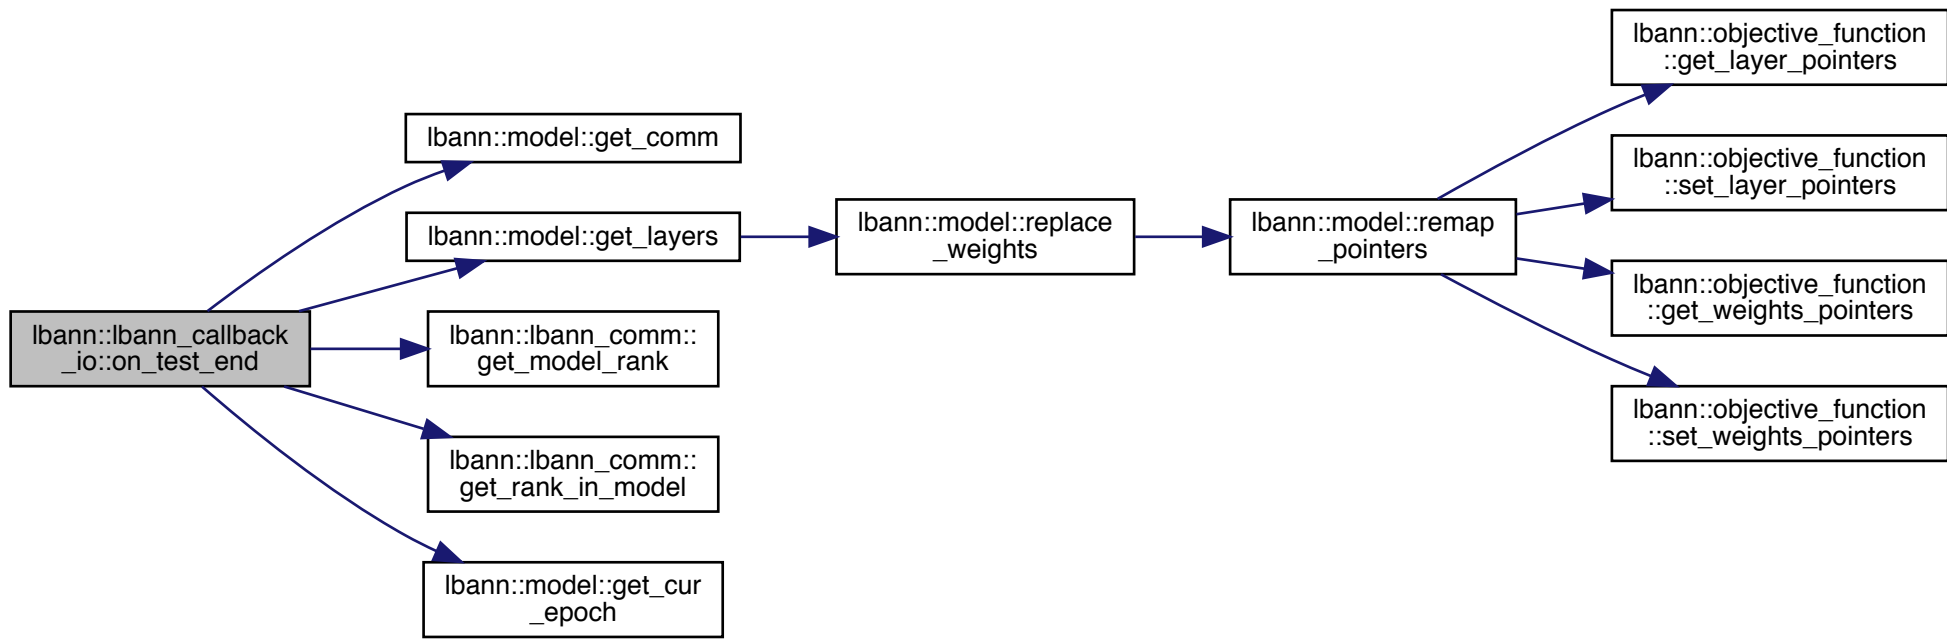 lbann::lbann_callback
_io::on_test_end
lbann::model::get_comm
lbann::model::get_layers
lbann::lbann_comm::
get_model_rank
lbann::lbann_comm::
get_rank_in_model
lbann::model::get_cur
_epoch
lbann::model::replace
_weights
lbann::model::remap
_pointers
lbann::objective_function
::get_layer_pointers
lbann::objective_function
::set_layer_pointers
lbann::objective_function
::get_weights_pointers
lbann::objective_function
::set_weights_pointers